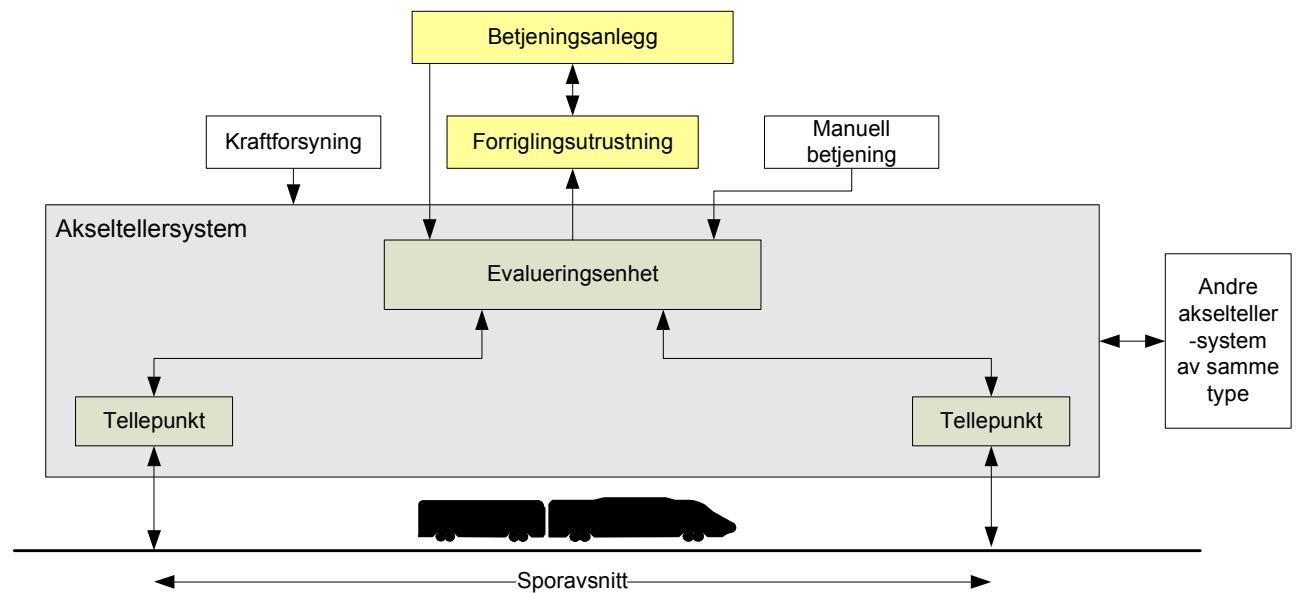 Betjeningsanlegg
Kraftforsyning
Forriglingsutrustning
Manuell
betjening
Akseltellersystem
Evalueringsenhet
Andre
akselteller
-system
av samme
type
Tellepunkt
Tellepunkt
Sporavsnitt